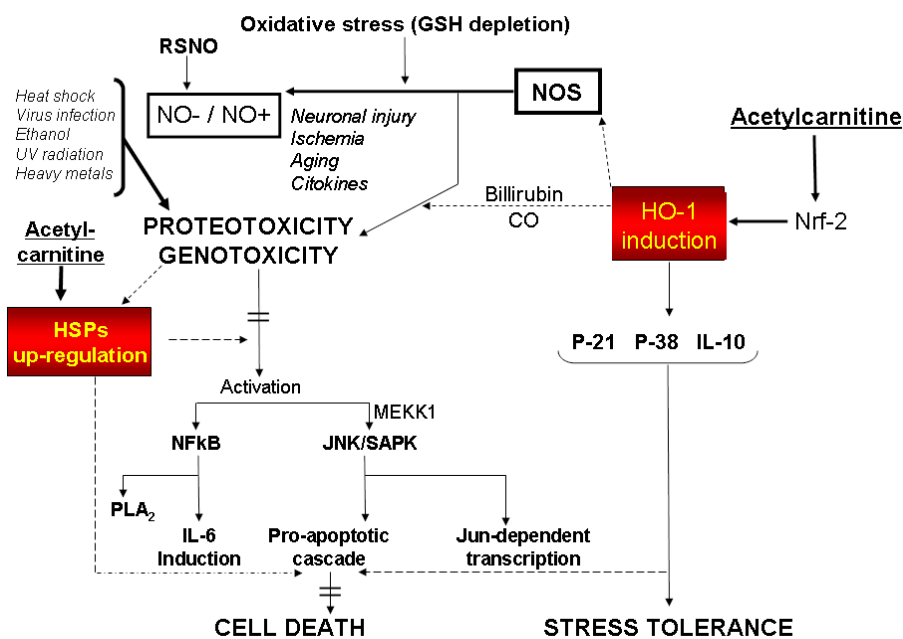 Oxidative stress (GSH depletion)
RSNO
NOS
NO- / NO+
Heat shock
Virus infection
Ethanol
UV radiation
Heavy metals
Neuronal injury
Ischemia
Aging
Citokines
Acetylcarnitine
Billirubin
CO
HO-1
induction
Nrf-2
PROTEOTOXICITY
GENOTOXICITY
Acetyl-
carnitine
HSPs
up-regulation
P-21 P-38 IL-10
Activation
MEKK1
NFkB
JNK/SAPK
PLA2
IL-6
Induction
Pro-apoptotic
cascade
Jun-dependent
transcription
CELL DEATH
STRESS TOLERANCE